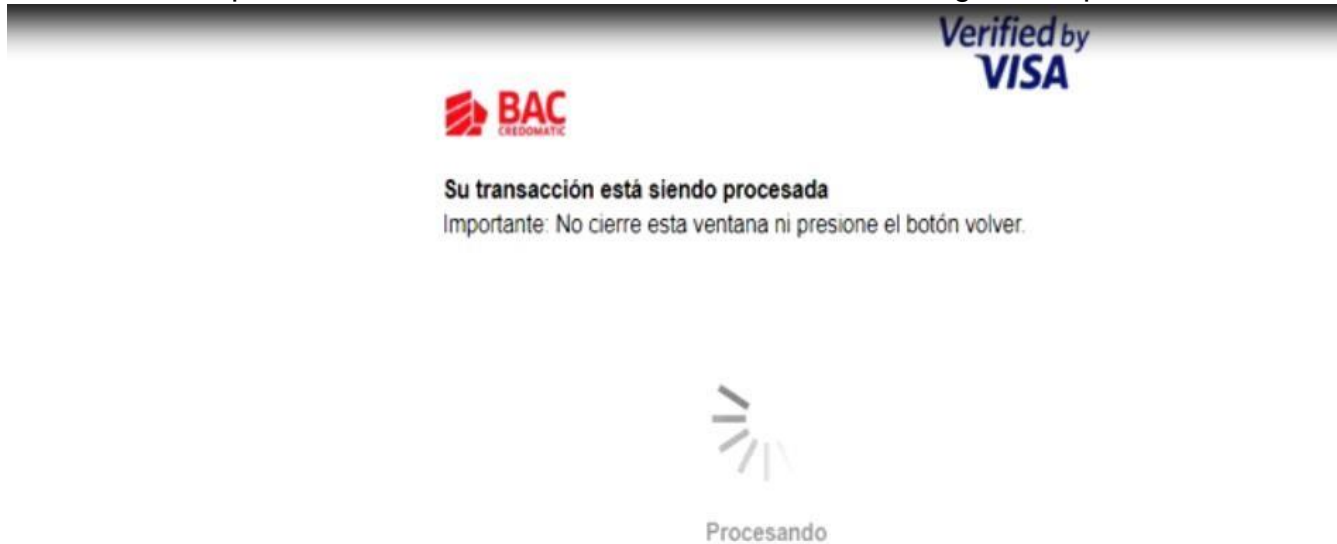 Verified by
VISA
BAC
CREDOMATIC
Su transacción está siendo procesada
Importante: No cierre esta ventana ni presione el botón volver.
Procesando